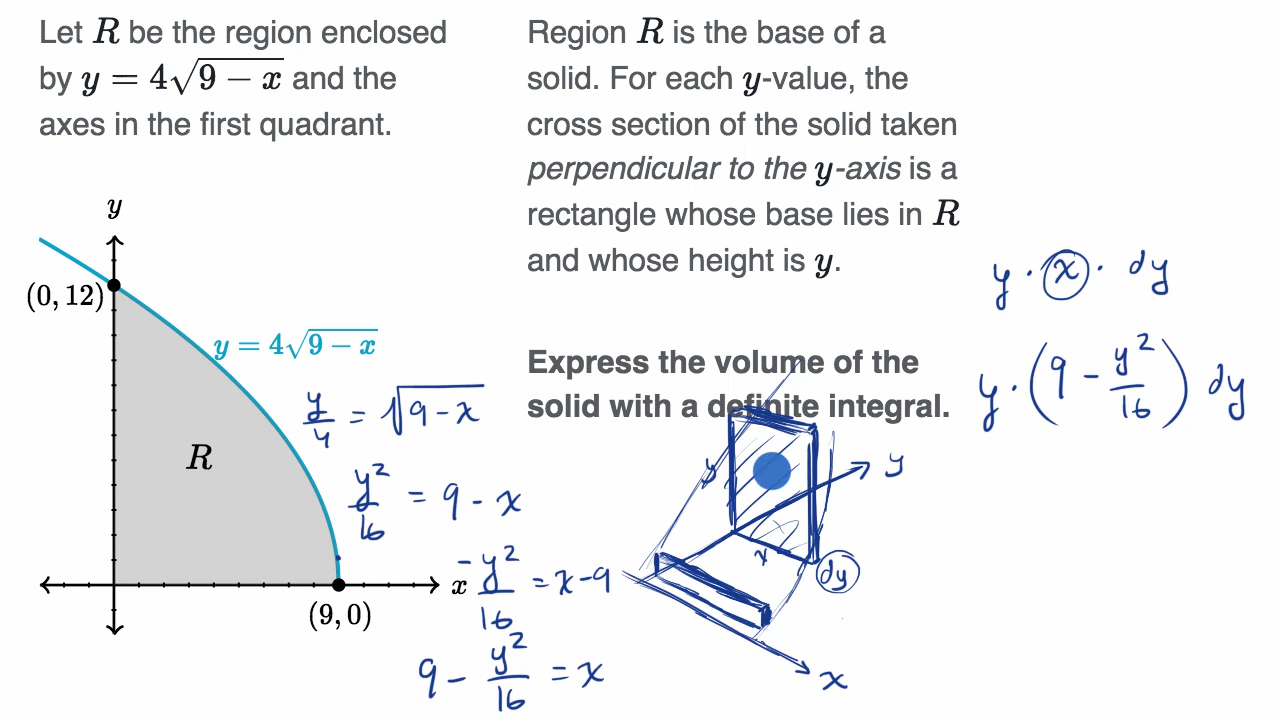 Let R be the region enclosed
by y = 4√(9 − x) and the
axes in the first quadrant.
Region R is the base of a
solid. For each y-value, the
cross section of the solid taken
perpendicular to the y-axis is a
rectangle whose base lies in R
and whose height is y.
Express the volume of the
solid with a definite integral.
y
(0, 12)
y = 4√(9 − x)
R
x
(9, 0)
y/4 = √(9 - x)
y²/16 = 9 - x
-y²/16 = x-9
9 - y²/16 = x
y
y
x
dy
x
y · x · dy
y · (9 - y²/16) dy